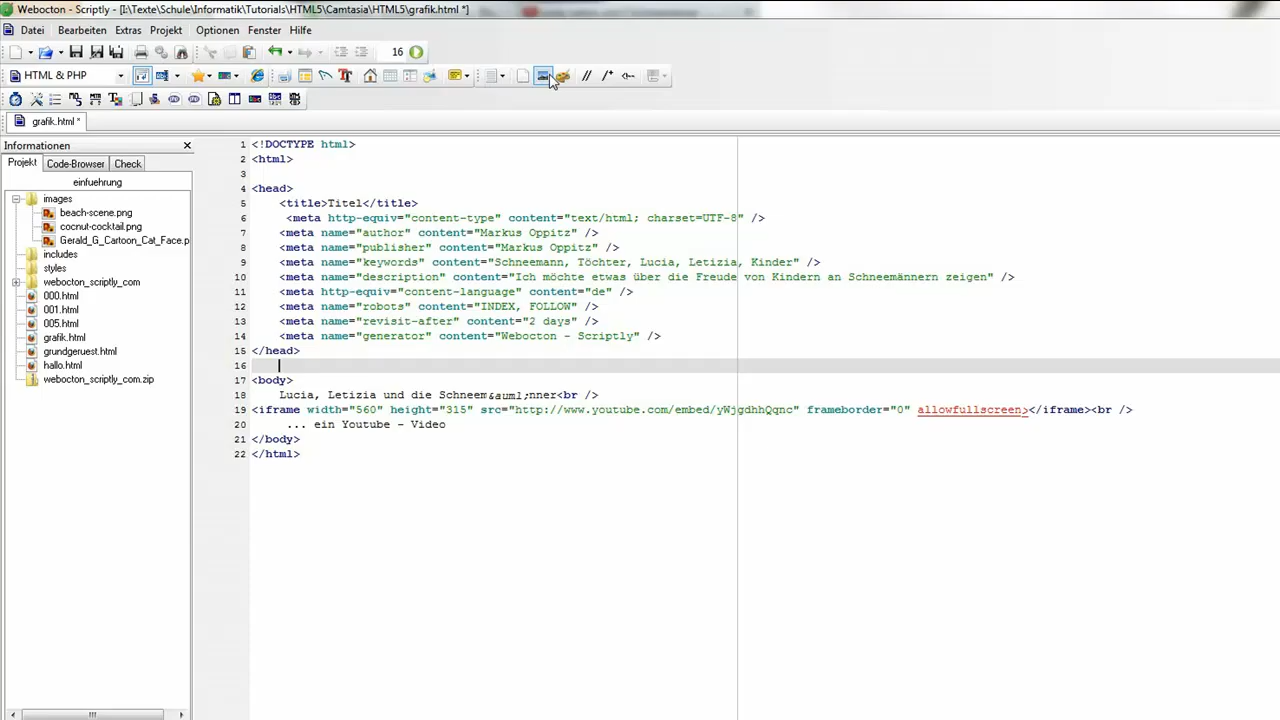 Webocton - Scriptly - [I:\Texte\Schule\Informatik\Tutorials\HTML5\Camtasia\HTML5\grafik.html *]
Datei Bearbeiten Extras Projekt Optionen Fenster Hilfe
16
HTML & PHP
grafik.html *
Informationen
Projekt Code-Browser Check
einfuehrung
images
beach-scene.png
cocnut-cocktail.png
Gerald_G_Cartoon_Cat_Face.p
includes
styles
webocton_scriptly_com
000.html
001.html
005.html
grafik.html
grundgeruest.html
hallo.html
webocton_scriptly_com.zip
1 <!DOCTYPE html>
2 <html>
3
4 <head>
5 <title>Titel</title>
6 <meta http-equiv="content-type" content="text/html; charset=UTF-8" />
7 <meta name="author" content="Markus Oppitz" />
8 <meta name="publisher" content="Markus Oppitz" />
9 <meta name="keywords" content="Schneemann, Töchter, Lucia, Letizia, Kinder" />
10 <meta name="description" content="Ich möchte etwas über die Freude von Kindern an Schneemännern zeigen" />
11 <meta http-equiv="content-language" content="de" />
12 <meta name="robots" content="INDEX, FOLLOW" />
13 <meta name="revisit-after" content="2 days" />
14 <meta name="generator" content="Webocton - Scriptly" />
15 </head>
16
17 <body>
18 Lucia, Letizia und die Schneem&auml;nner<br />
19 <iframe width="560" height="315" src="http://www.youtube.com/embed/yWjgdhhQqnc" frameborder="0" allowfullscreen></iframe><br />
20 ... ein Youtube - Video
21 </body>
22 </html>